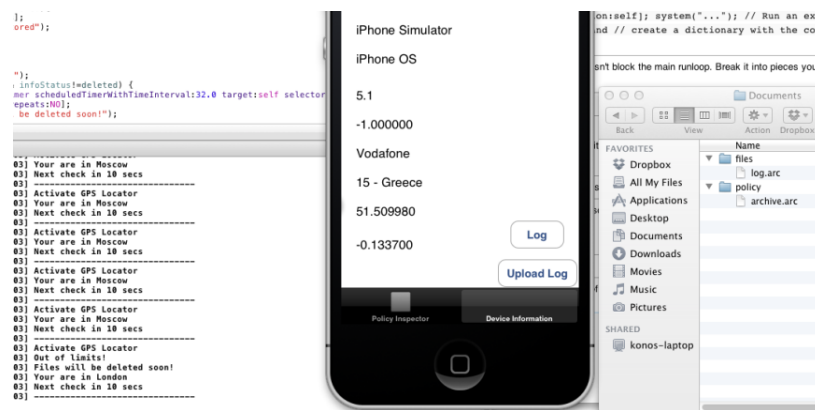 ];
ored");
");
infoStatus!=deleted) {
mer scheduledTimerWithTimeInterval:32.0 target:self selector
epeats:NO];
be deleted soon!");
03] Your are in Moscow
03] Next check in 10 secs
03] ------------------------------
03] Activate GPS Locator
03] Your are in Moscow
03] Next check in 10 secs
03] ------------------------------
03] Activate GPS Locator
03] Your are in Moscow
03] Next check in 10 secs
03] ------------------------------
03] Activate GPS Locator
03] Your are in Moscow
03] Next check in 10 secs
03] ------------------------------
03] Activate GPS Locator
03] Your are in Moscow
03] Next check in 10 secs
03] ------------------------------
03] Activate GPS Locator
03] Out of limits!
03] Files will be deleted soon!
03] Your are in London
03] Next check in 10 secs
03] ------------------------------
iPhone Simulator
iPhone OS
5.1
-1.000000
Vodafone
15 - Greece
51.509980
-0.133700
Log
Upload Log
Policy Inspector
Device Information
on:self]; system("..."); // Run an ex
nd // create a dictionary with the co
sn't block the main runloop. Break it into pieces you
Documents
Back View Action Dropbox
FAVORITES
Dropbox
All My Files
Applications
Desktop
Documents
Downloads
Movies
Music
Pictures
SHARED
konos-laptop
Name
files
log.arc
policy
archive.arc